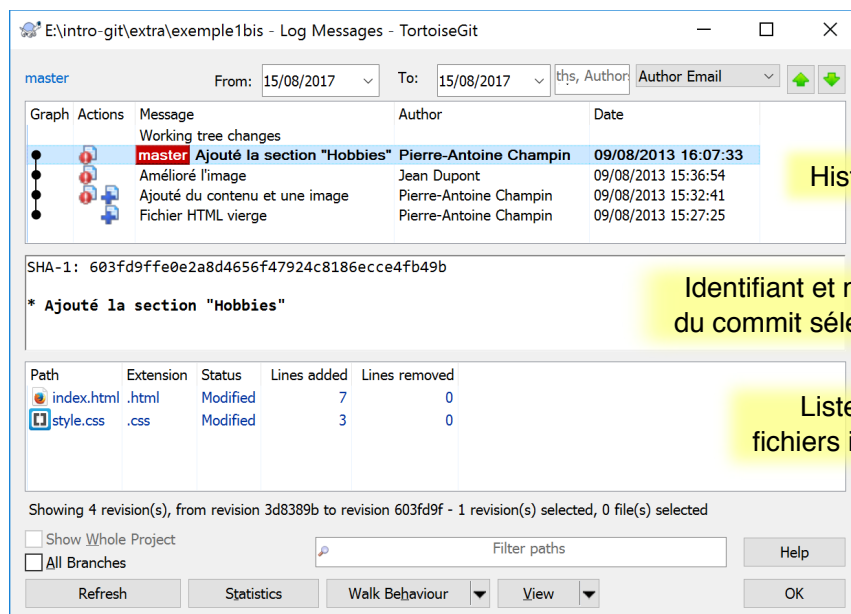 E:\intro-git\extra\exemple1bis - Log Messages - TortoiseGit
master From: 15/08/2017 To: 15/08/2017 ths, Author Author Email
Graph Actions Message Author Date
Working tree changes
master Ajouté la section "Hobbies" Pierre-Antoine Champin 09/08/2013 16:07:33
Amélioré l'image Jean Dupont 09/08/2013 15:36:54
Ajouté du contenu et une image Pierre-Antoine Champin 09/08/2013 15:32:41
Fichier HTML vierge Pierre-Antoine Champin 09/08/2013 15:27:25
His
SHA-1: 603fd9ffe0e2a8d4656f47924c8186ecce4fb49b
* Ajouté la section "Hobbies"
Identifiant et
du commit séle
Path Extension Status Lines added Lines removed
index.html .html Modified 7 0
style.css .css Modified 3 0
Liste
fichiers
Showing 4 revision(s), from revision 3d8389b to revision 603fd9f - 1 revision(s) selected, 0 file(s) selected
Show Whole Project
All Branches
Filter paths
Help
Refresh Statistics Walk Behaviour View OK